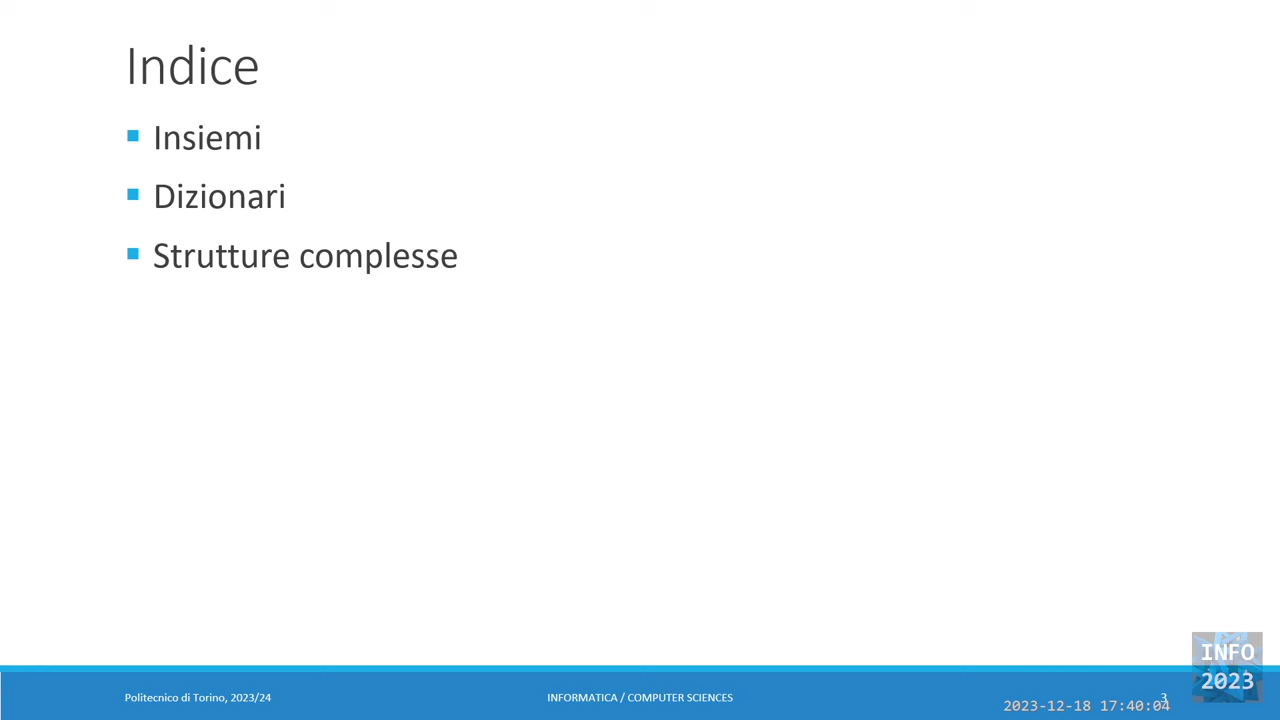 Indice
Insiemi
Dizionari
Strutture complesse
INFO
2023
Politecnico di Torino, 2023/24
INFORMATICA / COMPUTER SCIENCES
3
2023-12-18 17:40:04